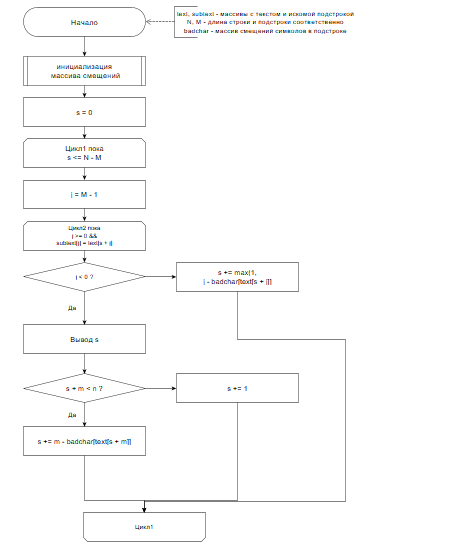 Начало
text, subtext - массивы с текстом и искомой подстрокой
N, M - длина строки и подстроки соответственно
badchar - массив смещений символов в подстроке
инициализация
массива смещений
s = 0
Цикл1 пока
s <= N - M
j = M - 1
Цикл2 пока
j >= 0 &&
subtext[j] = text[s + j]
j < 0 ?
s += max(1,
j - badchar[text[s + j]]
Да
Вывод s
s + m < n ?
s += 1
Да
s += m - badchar[text[s + m]]
Цикл1